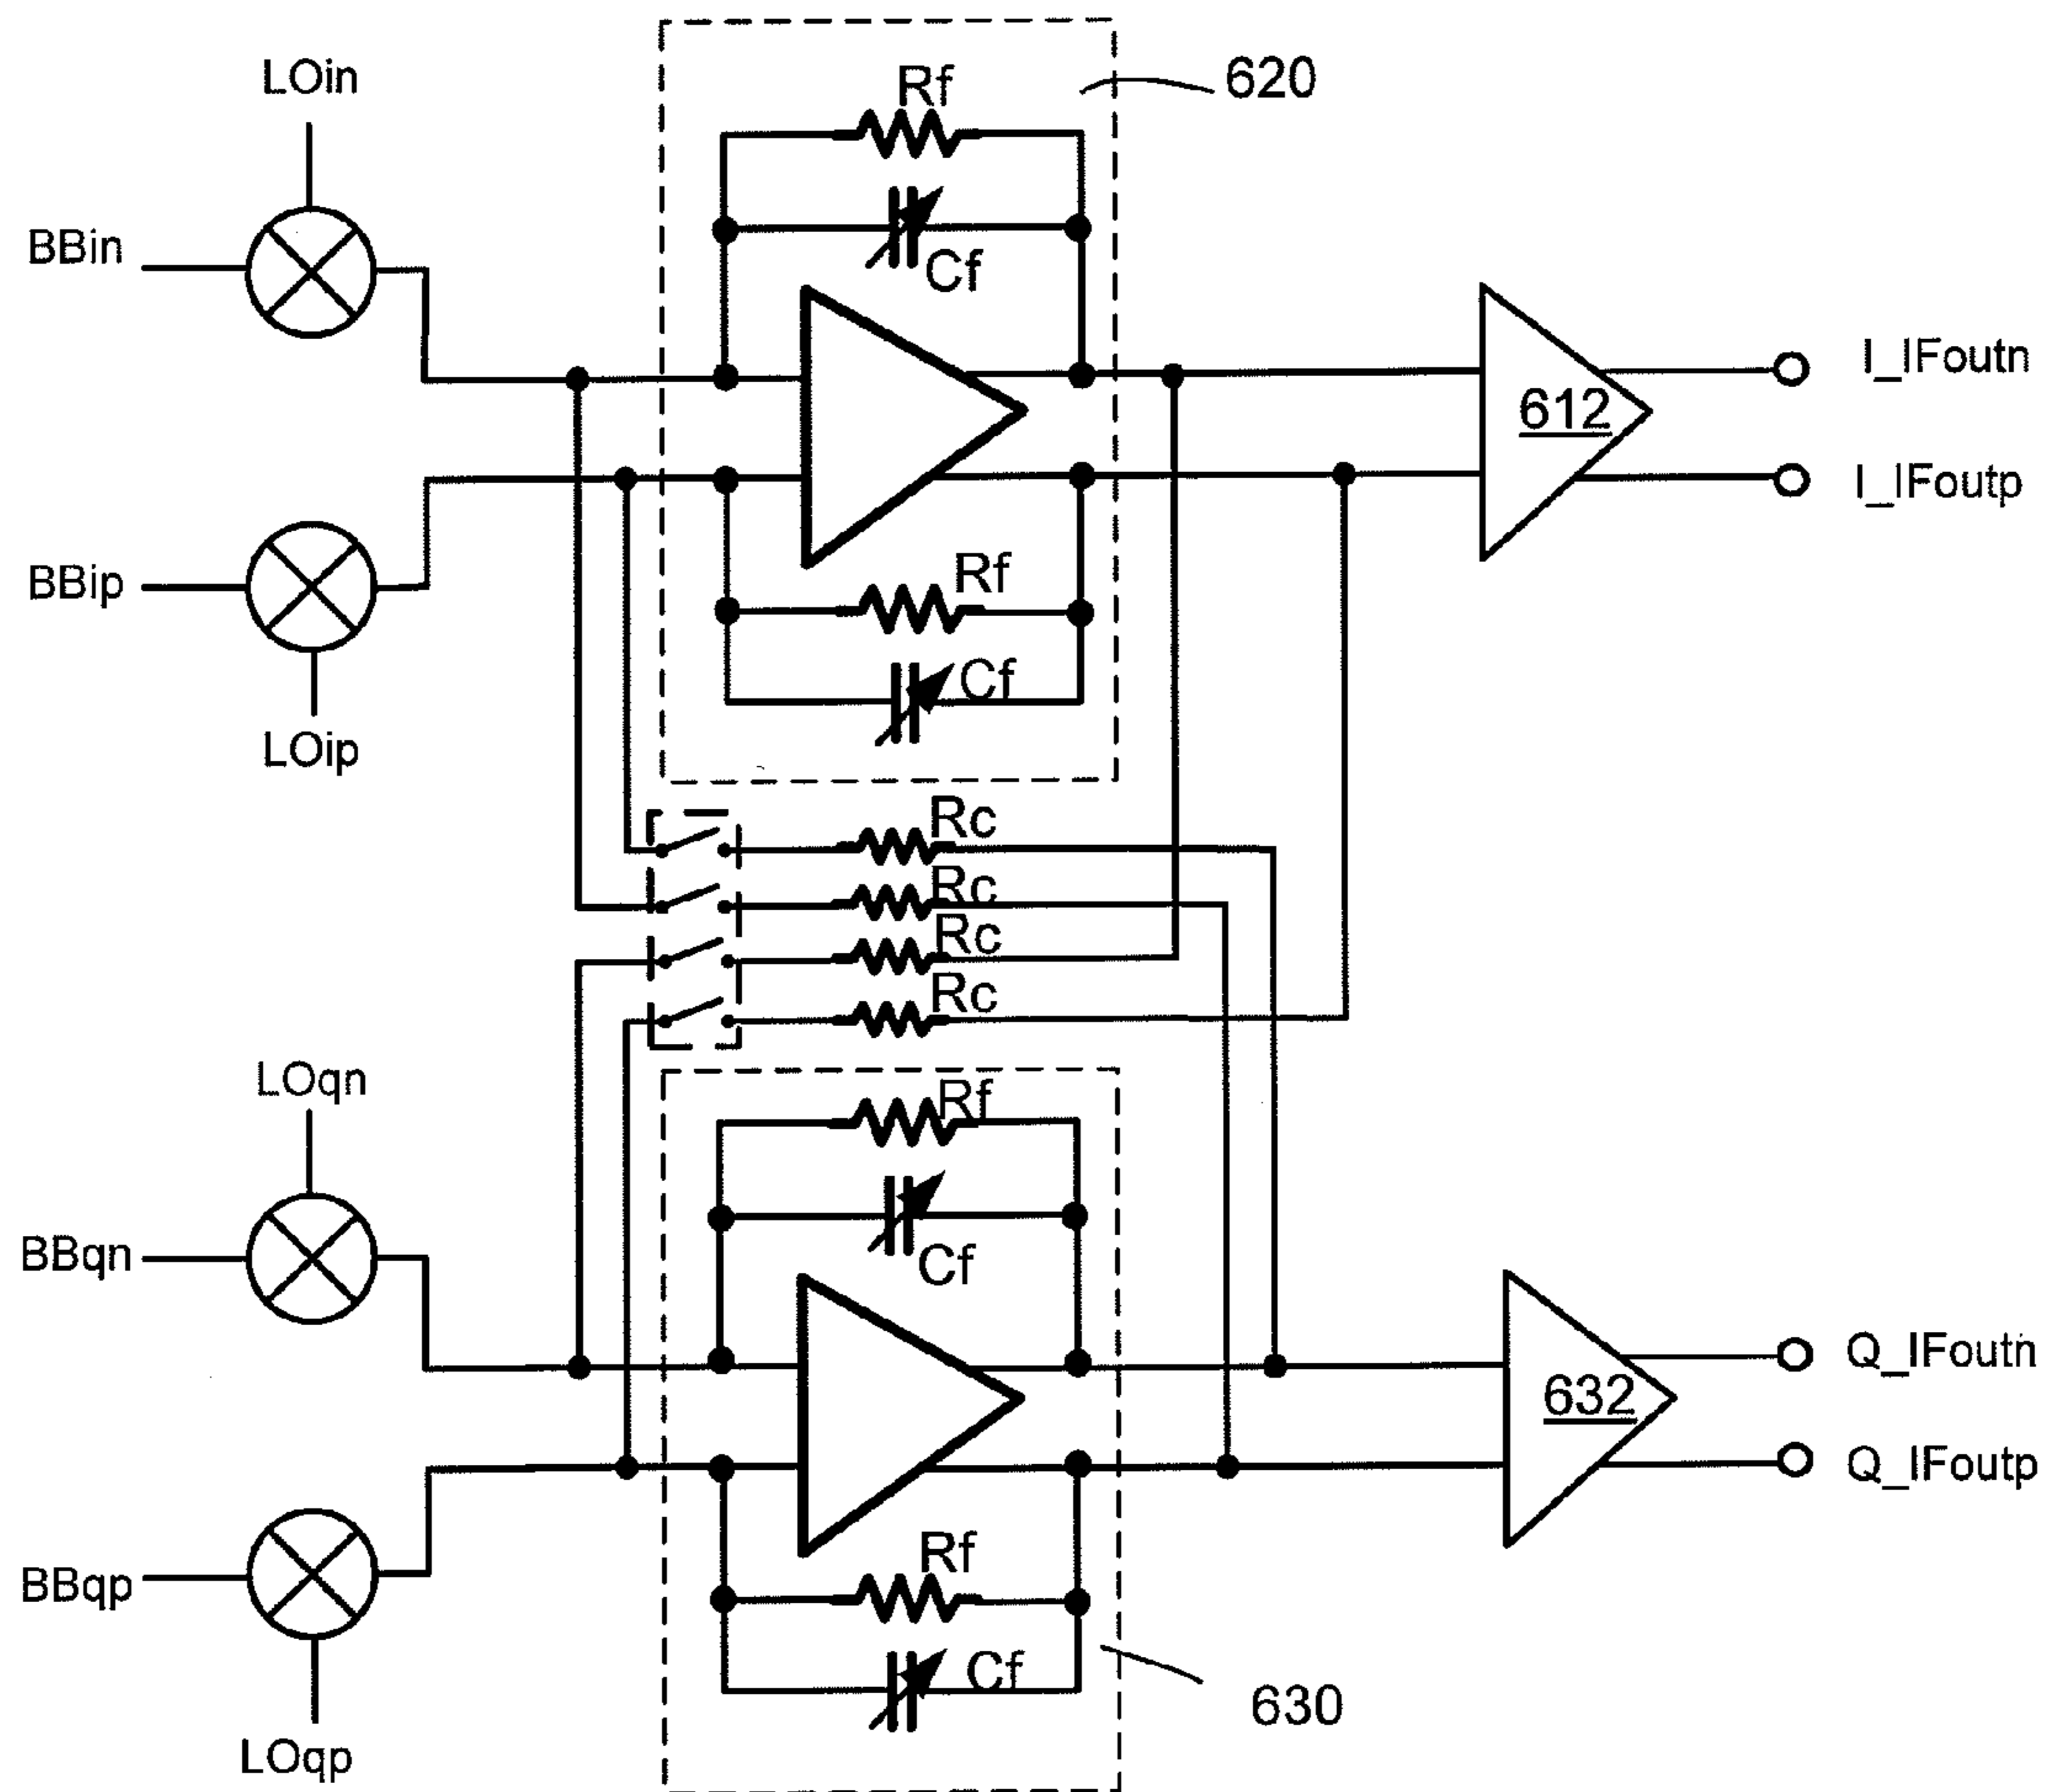 LOin
Rf
620
BBin
Cf
I_IFoutn
612
I_IFoutp
Rf
BBip
Cf
LOip
Rc
Rc
Rc
Rc
LOqn
Rf
BBqn
Cf
Q_IFoutn
632
Q_IFoutp
Rf
BBqp
Cf
630
LOqp